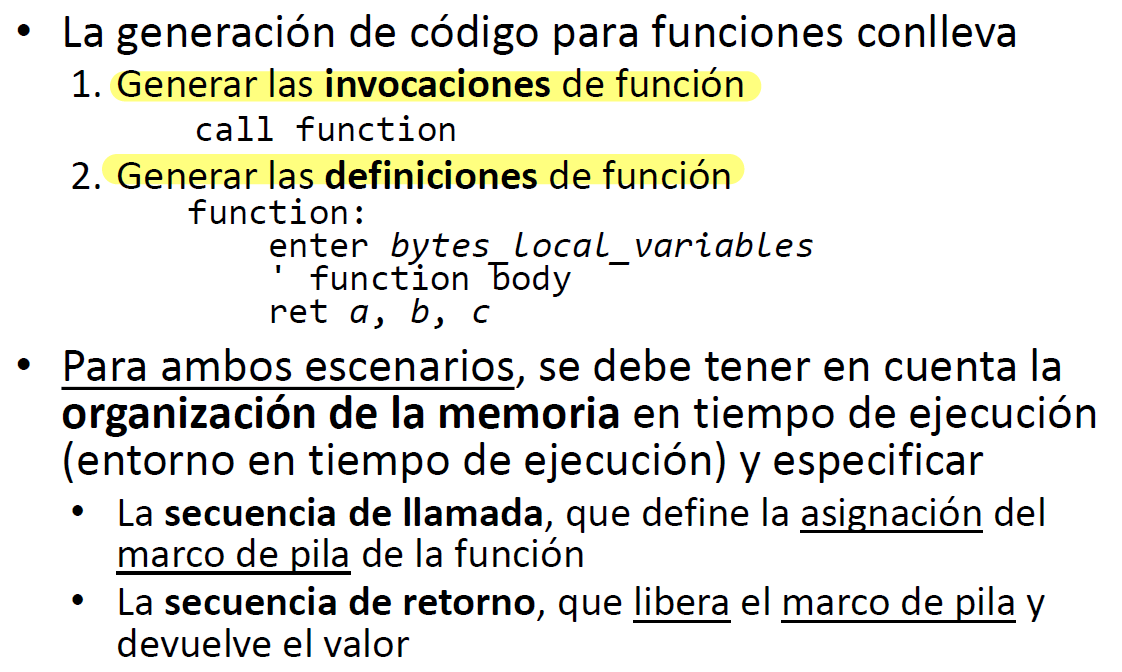 • La generación de código para funciones conlleva
1. Generar las invocaciones de función
call function
2. Generar las definiciones de función
function:
enter bytes_local_variables
' function body
ret a, b, c
• Para ambos escenarios, se debe tener en cuenta la
organización de la memoria en tiempo de ejecución
(entorno en tiempo de ejecución) y especificar
• La secuencia de llamada, que define la asignación del
marco de pila de la función
• La secuencia de retorno, que libera el marco de pila y
devuelve el valor